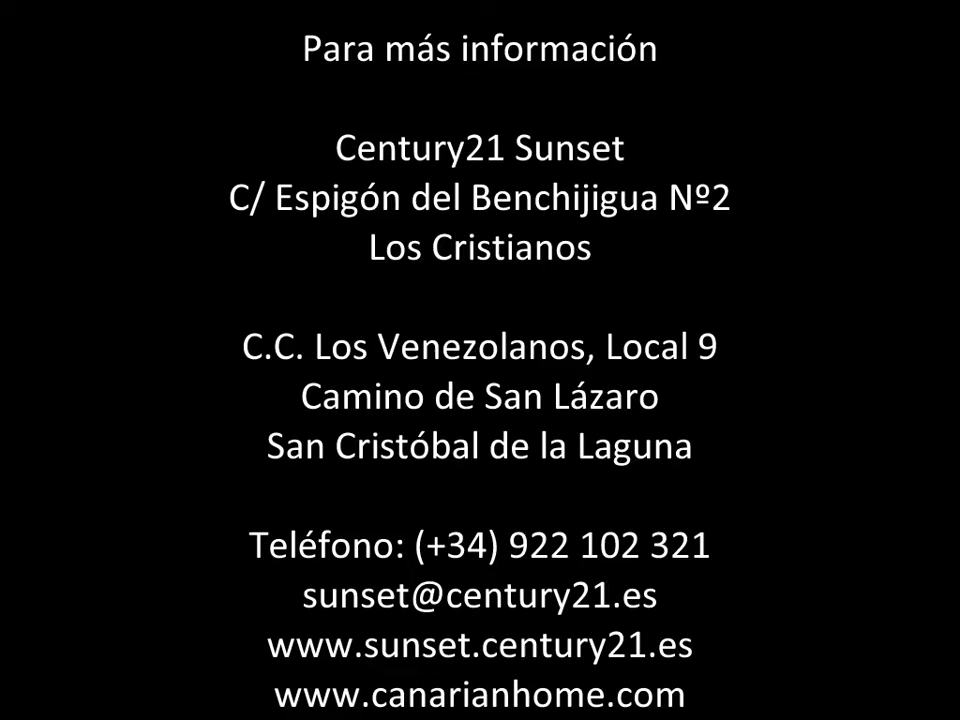 Para más información
Century21 Sunset
C/ Espigón del Benchijigua Nº2
Los Cristianos
C.C. Los Venezolanos, Local 9
Camino de San Lázaro
San Cristóbal de la Laguna
Teléfono: (+34) 922 102 321
sunset@century21.es
www.sunset.century21.es
www.canarianhome.com